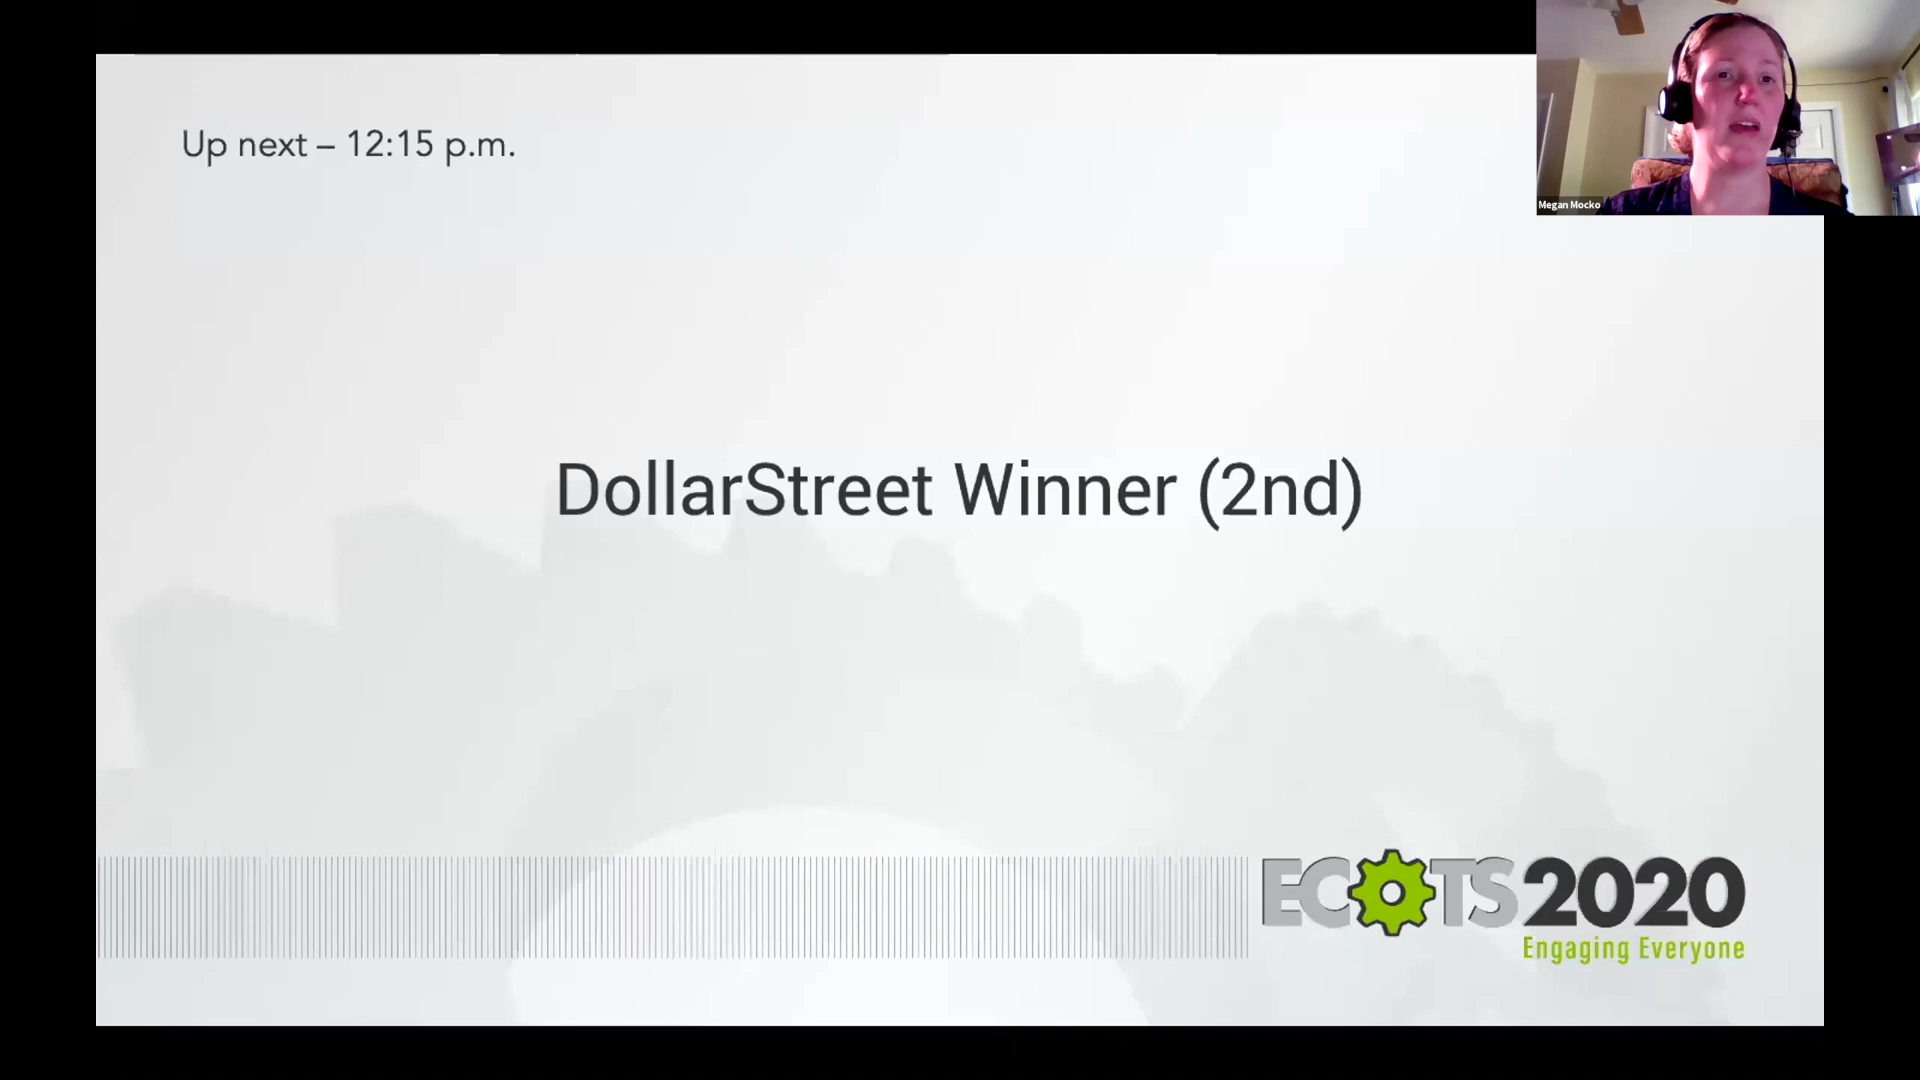 Up next – 12:15 p.m.
Megan Mocko
DollarStreet Winner (2nd)
ECOTS2020
Engaging Everyone